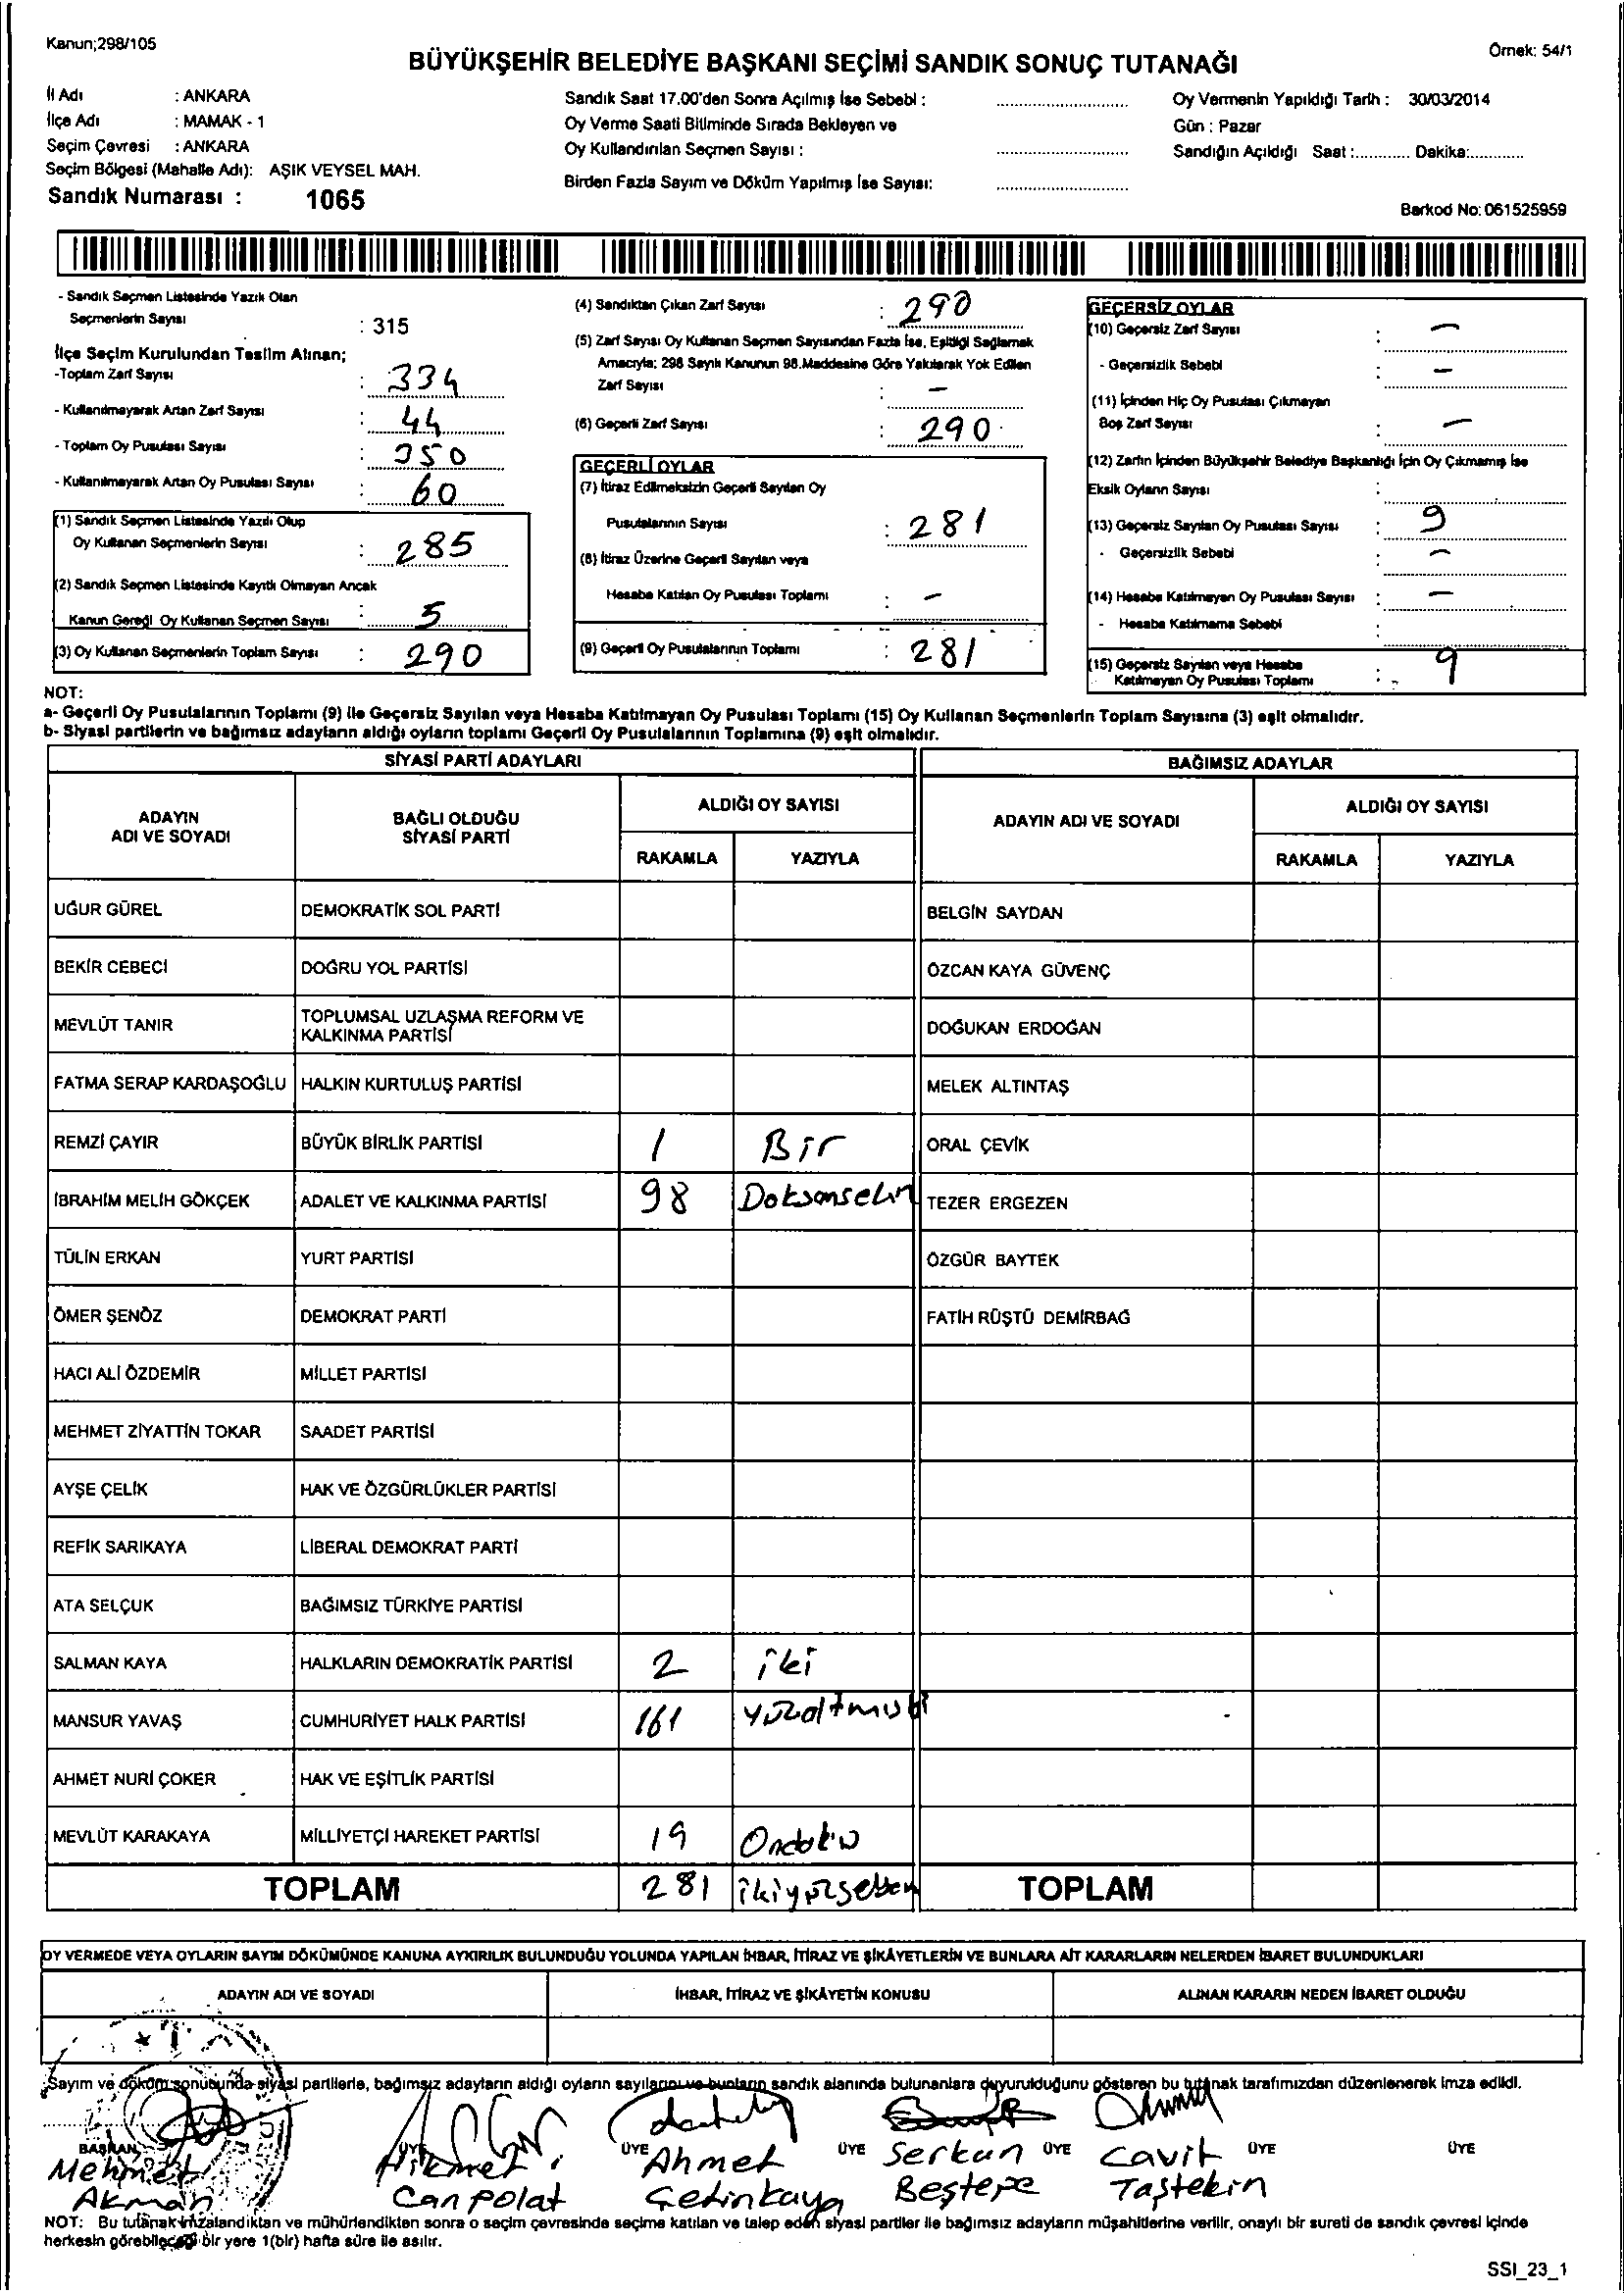 Kanun;298/105
Örnek: 54/1
BÜYÜKŞEHİR BELEDİYE BAŞKANI SEÇİMİ SANDIK SONUÇ TUTANAĞI
İl Adı : ANKARA
İlçe Adı : MAMAK - 1
Seçim Çevresi : ANKARA
Seçim Bölgesi (Mahalle Adı): AŞIK VEYSEL MAH.
Sandık Numarası : 1065
Sandık Saat 17.00'den Sonra Açılmış İse Sebebi :
Oy Verme Saati Bitiminde Sırada Bekleyen ve
Oy Kullandırılan Seçmen Sayısı :
Birden Fazla Sayım ve Döküm Yapılmış İse Sayısı:
Oy Vermenin Yapıldığı Tarih : 30/03/2014
Gün : Pazar
Sandığın Açıldığı Saat :............ Dakika:............
Barkod No: 061525959
- Sandık Seçmen Listesinde Yazılı Olan
Seçmenlerin Sayısı : 315
İlçe Seçim Kurulundan Teslim Alınan;
-Toplam Zarf Sayısı : 334
- Kullanılmayarak Artan Zarf Sayısı : 44
- Toplam Oy Pusulası Sayısı : 350
- Kullanılmayarak Artan Oy Pusulası Sayısı : 60
(1) Sandık Seçmen Listesinde Yazılı Olup
Oy Kullanan Seçmenlerin Sayısı : 285
(2) Sandık Seçmen Listesinde Kayıtlı Olmayan Ancak
Kanun Gereği Oy Kullanan Seçmen Sayısı : 5
(3) Oy Kullanan Seçmenlerin Toplam Sayısı : 290
(4) Sandıktan Çıkan Zarf Sayısı : 290
(5) Zarf Sayısı Oy Kullanan Seçmen Sayısından Fazla İse, Eşitliği Sağlamak
Amacıyla; 298 Sayılı Kanunun 98.Maddesine Göre Yakılarak Yok Edilen
Zarf Sayısı : –
(6) Geçerli Zarf Sayısı : 290
GEÇERLİ OYLAR
(7) İtiraz Edilmeksizin Geçerli Sayılan Oy
Pusulalarının Sayısı : 281
(8) İtiraz Üzerine Geçerli Sayılan veya
Hesaba Katılan Oy Pusulası Toplamı : –
(9) Geçerli Oy Pusulalarının Toplamı : 281
GEÇERSİZ OYLAR
(10) Geçersiz Zarf Sayısı : –
- Geçersizlik Sebebi : –
(11) İçinden Hiç Oy Pusulası Çıkmayan
Boş Zarf Sayısı : –
(12) Zarfın İçinden Büyükşehir Belediye Başkanlığı İçin Oy Çıkmamış İse
Eksik Oyların Sayısı :
(13) Geçersiz Sayılan Oy Pusulası Sayısı : 9
- Geçersizlik Sebebi : –
(14) Hesaba Katılmayan Oy Pusulası Sayısı : –
- Hesaba Katılmama Sebebi :
(15) Geçersiz Sayılan veya Hesaba
Katılmayan Oy Pusulası Toplamı : 9
NOT:
a- Geçerli Oy Pusulalarının Toplamı (9) ile Geçersiz Sayılan veya Hesaba Katılmayan Oy Pusulası Toplamı (15) Oy Kullanan Seçmenlerin Toplam Sayısına (3) eşit olmalıdır.
b- Siyasi partilerin ve bağımsız adayların aldığı oyların toplamı Geçerli Oy Pusulalarının Toplamına (9) eşit olmalıdır.
SİYASİ PARTİ ADAYLARI
BAĞIMSIZ ADAYLAR
ADAYIN ADI VE SOYADI
BAĞLI OLDUĞU SİYASİ PARTİ
ALDIĞI OY SAYISI
RAKAMLA YAZIYLA
ADAYIN ADI VE SOYADI
ALDIĞI OY SAYISI
RAKAMLA YAZIYLA
UĞUR GÜREL DEMOKRATİK SOL PARTİ BELGİN SAYDAN
BEKİR CEBECİ DOĞRU YOL PARTİSİ ÖZCAN KAYA GÜVENÇ
MEVLÜT TANIR TOPLUMSAL UZLAŞMA REFORM VE KALKINMA PARTİSİ DOĞUKAN ERDOĞAN
FATMA SERAP KARDAŞOĞLU HALKIN KURTULUŞ PARTİSİ MELEK ALTINTAŞ
REMZİ ÇAYIR BÜYÜK BİRLİK PARTİSİ 1 Bir ORAL ÇEVİK
İBRAHİM MELİH GÖKÇEK ADALET VE KALKINMA PARTİSİ 98 Doksansekin TEZER ERGEZEN
TÜLİN ERKAN YURT PARTİSİ ÖZGÜR BAYTEK
ÖMER ŞENÖZ DEMOKRAT PARTİ FATİH RÜŞTÜ DEMİRBAĞ
HACI ALİ ÖZDEMİR MİLLET PARTİSİ
MEHMET ZİYATTİN TOKAR SAADET PARTİSİ
AYŞE ÇELİK HAK VE ÖZGÜRLÜKLER PARTİSİ
REFİK SARIKAYA LİBERAL DEMOKRAT PARTİ
ATA SELÇUK BAĞIMSIZ TÜRKİYE PARTİSİ
SALMAN KAYA HALKLARIN DEMOKRATİK PARTİSİ 2 iki
MANSUR YAVAŞ CUMHURİYET HALK PARTİSİ 161 yüzaltmışbi
AHMET NURİ ÇOKER HAK VE EŞİTLİK PARTİSİ
MEVLÜT KARAKAYA MİLLİYETÇİ HAREKET PARTİSİ 19
TOPLAM 281 TOPLAM
OY VERMEDE VEYA OYLARIN SAYIM DÖKÜMÜNDE KANUNA AYKIRILIK BULUNDUĞU YOLUNDA YAPILAN İHBAR, İTİRAZ VE ŞİKÂYETLERİN VE BUNLARA AİT KARARLARIN NELERDEN İBARET BULUNDUKLARI
ADAYIN ADI VE SOYADI İHBAR, İTİRAZ VE ŞİKÂYETİN KONUSU ALINAN KARARIN NEDEN İBARET OLDUĞU
Sayım ve döküm sonucunda siyasi partilerle, bağımsız adayların aldığı oyların sayılarını ve bunların sandık alanında bulunanlara duyurulduğunu gösteren bu tutanak tarafımızdan düzenlenerek imza edildi.
BAŞKAN ÜYE ÜYE ÜYE ÜYE ÜYE ÜYE
Mehmet Hikmet Ahmet Serkan Cavit
Akman Canpolat Çetinkaya Beştepe Taştekin
NOT: Bu tutanak imzalandıktan ve mühürlendikten sonra o seçim çevresinde seçime katılan ve talep eden siyasi partiler ile bağımsız adayların müşahitlerine verilir, onaylı bir sureti de sandık çevresi içinde
herkesin görebileceği bir yere 1(bir) hafta süre ile asılır.
SSI_23_1